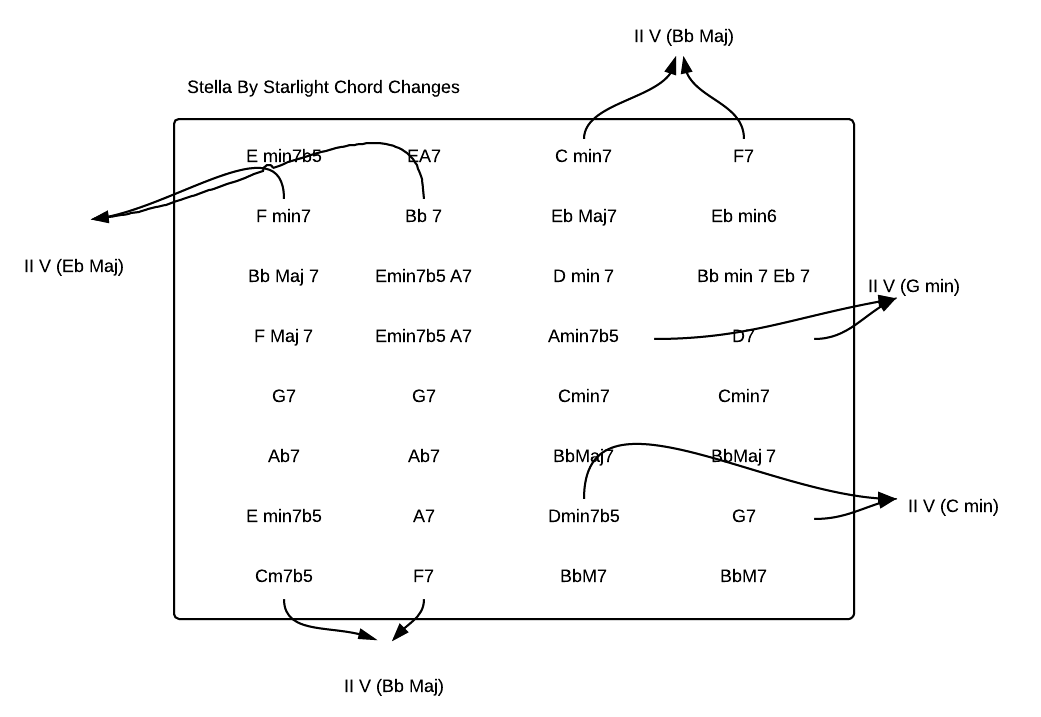 II V (Bb Maj)
Stella By Starlight Chord Changes
E min7b5 EA7 C min7 F7
F min7 Bb 7 Eb Maj7 Eb min6
II V (Eb Maj)
Bb Maj 7 Emin7b5 A7 D min 7 Bb min 7 Eb 7
II V (G min)
F Maj 7 Emin7b5 A7 Amin7b5 D7
G7 G7 Cmin7 Cmin7
Ab7 Ab7 BbMaj7 BbMaj 7
E min7b5 A7 Dmin7b5 G7
II V (C min)
Cm7b5 F7 BbM7 BbM7
II V (Bb Maj)